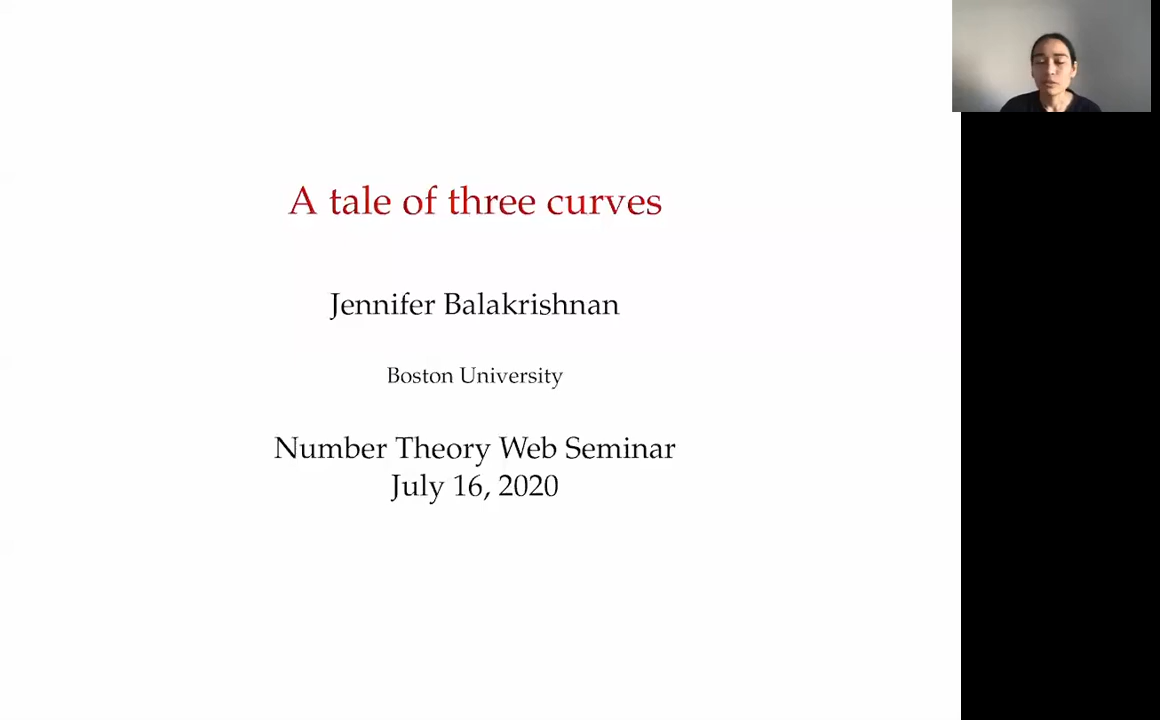 A tale of three curves
Jennifer Balakrishnan
Boston University
Number Theory Web Seminar
July 16, 2020